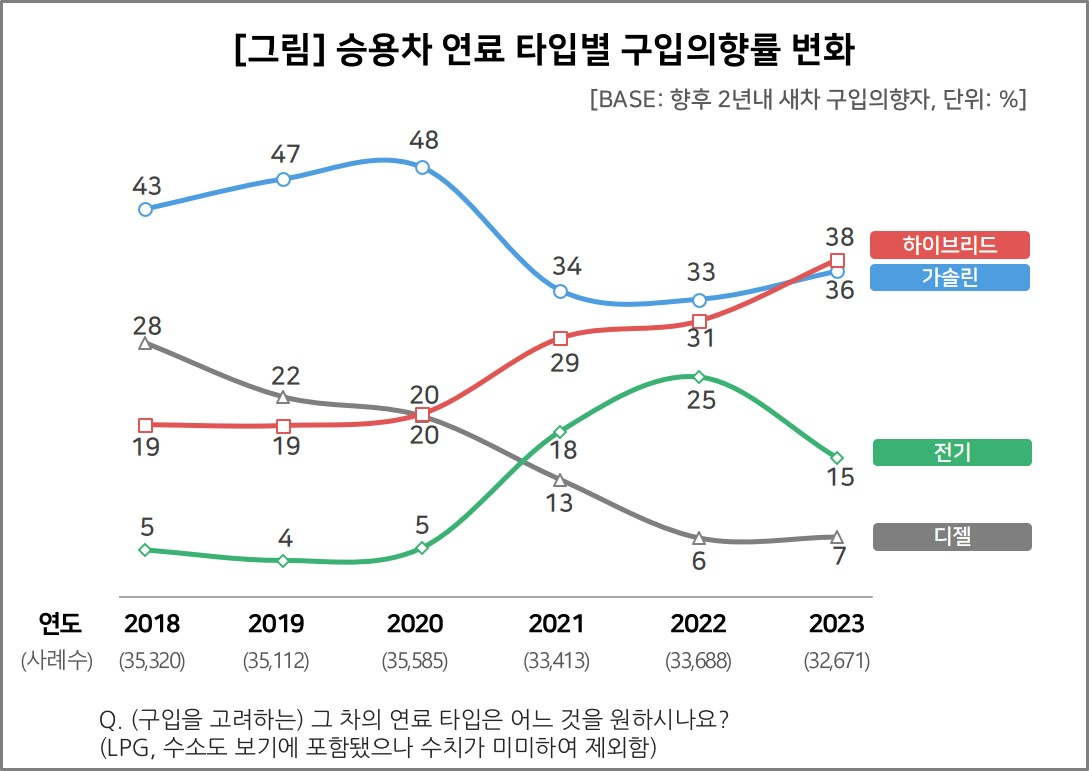 [그림] 승용차 연료 타입별 구입의향률 변화
[BASE: 향후 2년내 새차 구입의향자, 단위: %]
43 47 48 34 33 38
하이브리드
가솔린
36
28 22 20 29 31
19 19 20 18 25
전기
15
13
5 4 5 6 7
디젤
연도 2018 2019 2020 2021 2022 2023
(사례수) (35,320) (35,112) (35,585) (33,413) (33,688) (32,671)
Q. (구입을 고려하는) 그 차의 연료 타입은 어느 것을 원하시나요?
(LPG, 수소도 보기에 포함됐으나 수치가 미미하여 제외함)